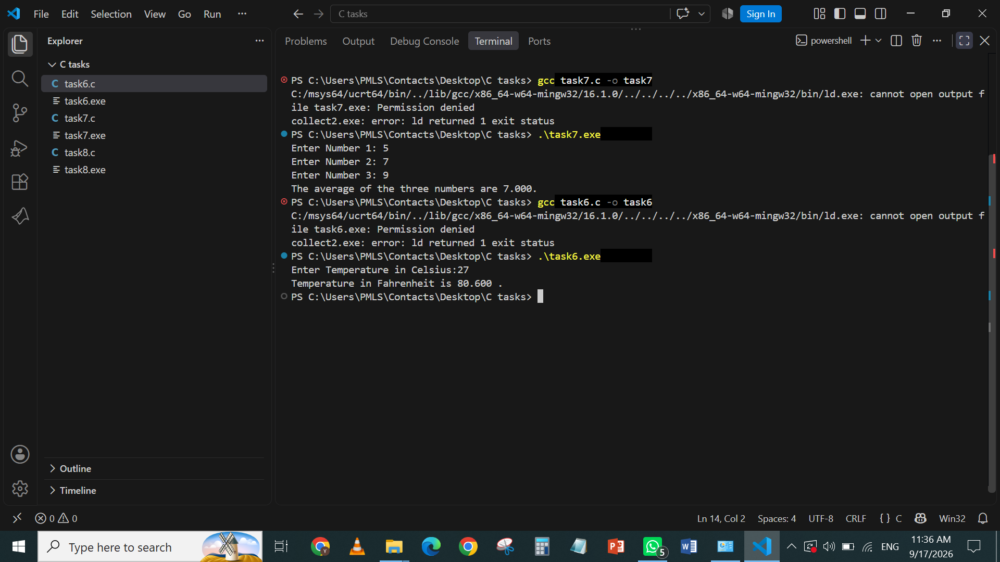 File Edit Selection View Go Run ···
C tasks
Sign In
Explorer
C tasks
task6.c
task6.exe
task7.c
task7.exe
task8.c
task8.exe
Outline
Timeline
Problems Output Debug Console Terminal Ports
powershell
PS C:\Users\PMLS\Contacts\Desktop\C tasks> gcc task7.c -o task7
C:/msys64/ucrt64/bin/../lib/gcc/x86_64-w64-mingw32/16.1.0/../../../../x86_64-w64-mingw32/bin/ld.exe: cannot open output f
ile task7.exe: Permission denied
collect2.exe: error: ld returned 1 exit status
PS C:\Users\PMLS\Contacts\Desktop\C tasks> .\task7.exe
Enter Number 1: 5
Enter Number 2: 7
Enter Number 3: 9
The average of the three numbers are 7.000.
PS C:\Users\PMLS\Contacts\Desktop\C tasks> gcc task6.c -o task6
C:/msys64/ucrt64/bin/../lib/gcc/x86_64-w64-mingw32/16.1.0/../../../../x86_64-w64-mingw32/bin/ld.exe: cannot open output f
ile task6.exe: Permission denied
collect2.exe: error: ld returned 1 exit status
PS C:\Users\PMLS\Contacts\Desktop\C tasks> .\task6.exe
Enter Temperature in Celsius:27
Temperature in Fahrenheit is 80.600 .
PS C:\Users\PMLS\Contacts\Desktop\C tasks>
0 0
Ln 14, Col 2 Spaces: 4 UTF-8 CRLF { } C Win32
Type here to search
5
ENG
11:36 AM
9/17/2026